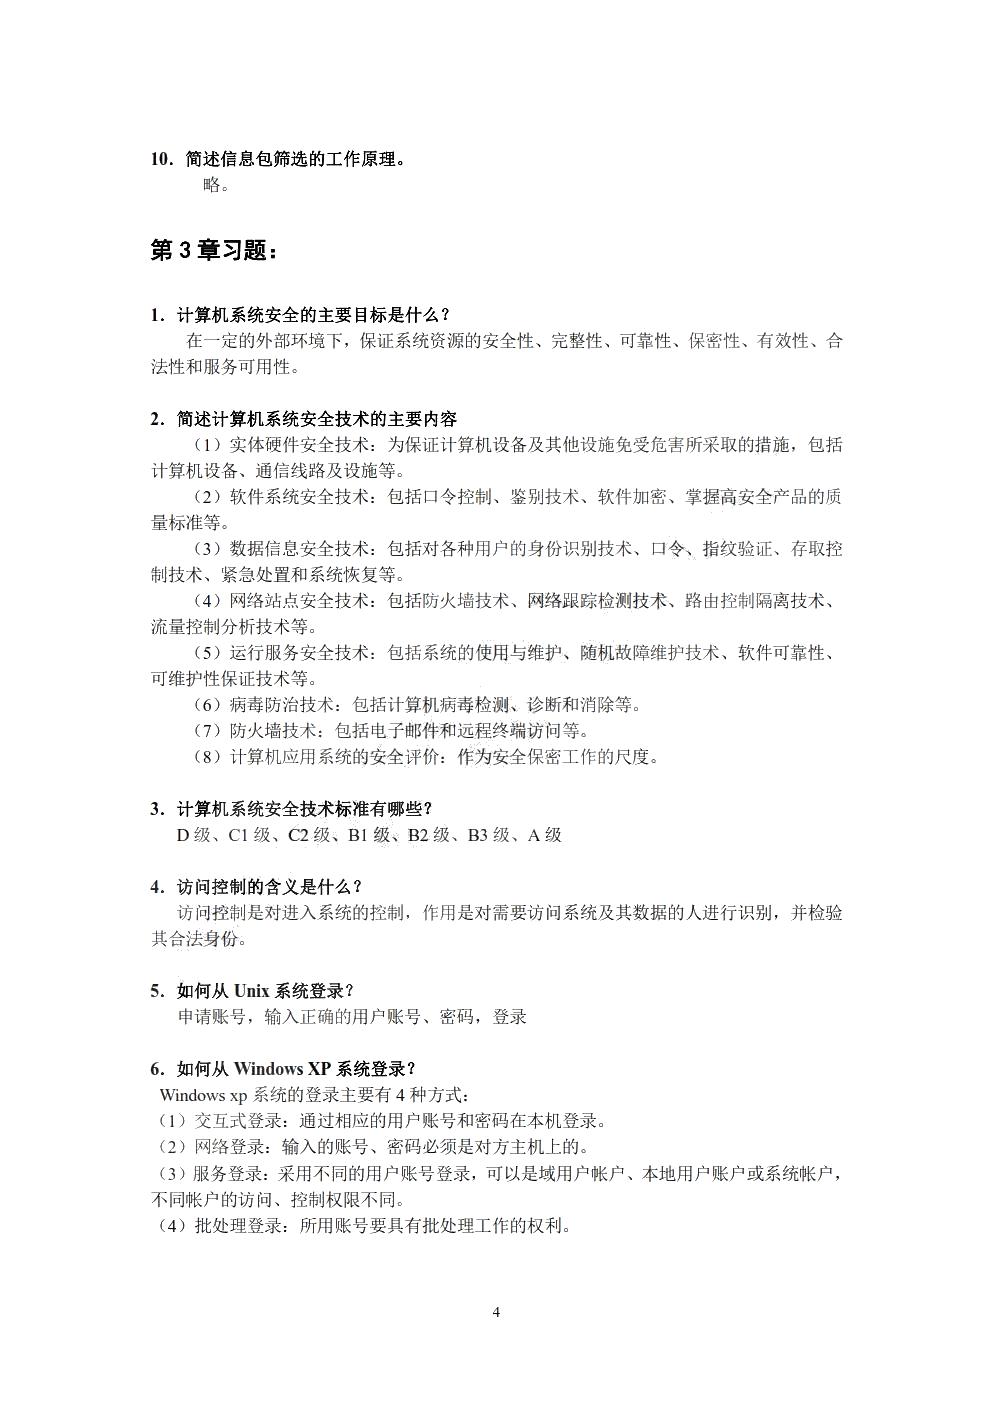 10．简述信息包筛选的工作原理。
略。
第 3 章习题：
1．计算机系统安全的主要目标是什么？
在一定的外部环境下，保证系统资源的安全性、完整性、可靠性、保密性、有效性、合
法性和服务可用性。
2．简述计算机系统安全技术的主要内容
（1）实体硬件安全技术：为保证计算机设备及其他设施免受危害所采取的措施，包括
计算机设备、通信线路及设施等。
（2）软件系统安全技术：包括口令控制、鉴别技术、软件加密、掌握高安全产品的质
量标准等。
（3）数据信息安全技术：包括对各种用户的身份识别技术、口令、指纹验证、存取控
制技术、紧急处置和系统恢复等。
（4）网络站点安全技术：包括防火墙技术、网络跟踪检测技术、路由控制隔离技术、
流量控制分析技术等。
（5）运行服务安全技术：包括系统的使用与维护、随机故障维护技术、软件可靠性、
可维护性保证技术等。
（6）病毒防治技术：包括计算机病毒检测、诊断和消除等。
（7）防火墙技术：包括电子邮件和远程终端访问等。
（8）计算机应用系统的安全评价：作为安全保密工作的尺度。
3．计算机系统安全技术标准有哪些？
D 级、C1 级、C2 级、B1 级、B2 级、B3 级、A 级
4．访问控制的含义是什么？
访问控制是对进入系统的控制，作用是对需要访问系统及其数据的人进行识别，并检验
其合法身份。
5．如何从 Unix 系统登录？
申请账号，输入正确的用户账号、密码，登录
6．如何从 Windows XP 系统登录？
Windows xp 系统的登录主要有 4 种方式：
（1）交互式登录：通过相应的用户账号和密码在本机登录。
（2）网络登录：输入的账号、密码必须是对方主机上的。
（3）服务登录：采用不同的用户账号登录，可以是域用户帐户、本地用户账户或系统帐户，
不同帐户的访问、控制权限不同。
（4）批处理登录：所用账号要具有批处理工作的权利。
4